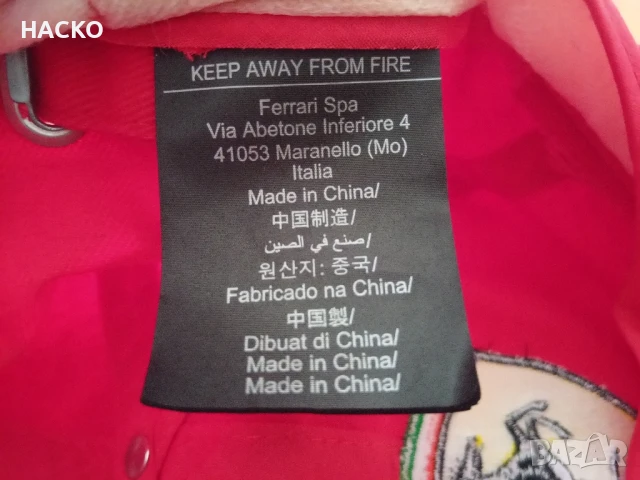 HACKO
KEEP AWAY FROM FIRE
Ferrari Spa
Via Abetone Inferiore 4
41053 Maranello (Mo)
Italia
Made in China/
中国制造/
صنع في الصين/
원산지: 중국/
Fabricado na China/
中国製/
Dibuat di China/
Made in China/
Made in China/
BAZAR